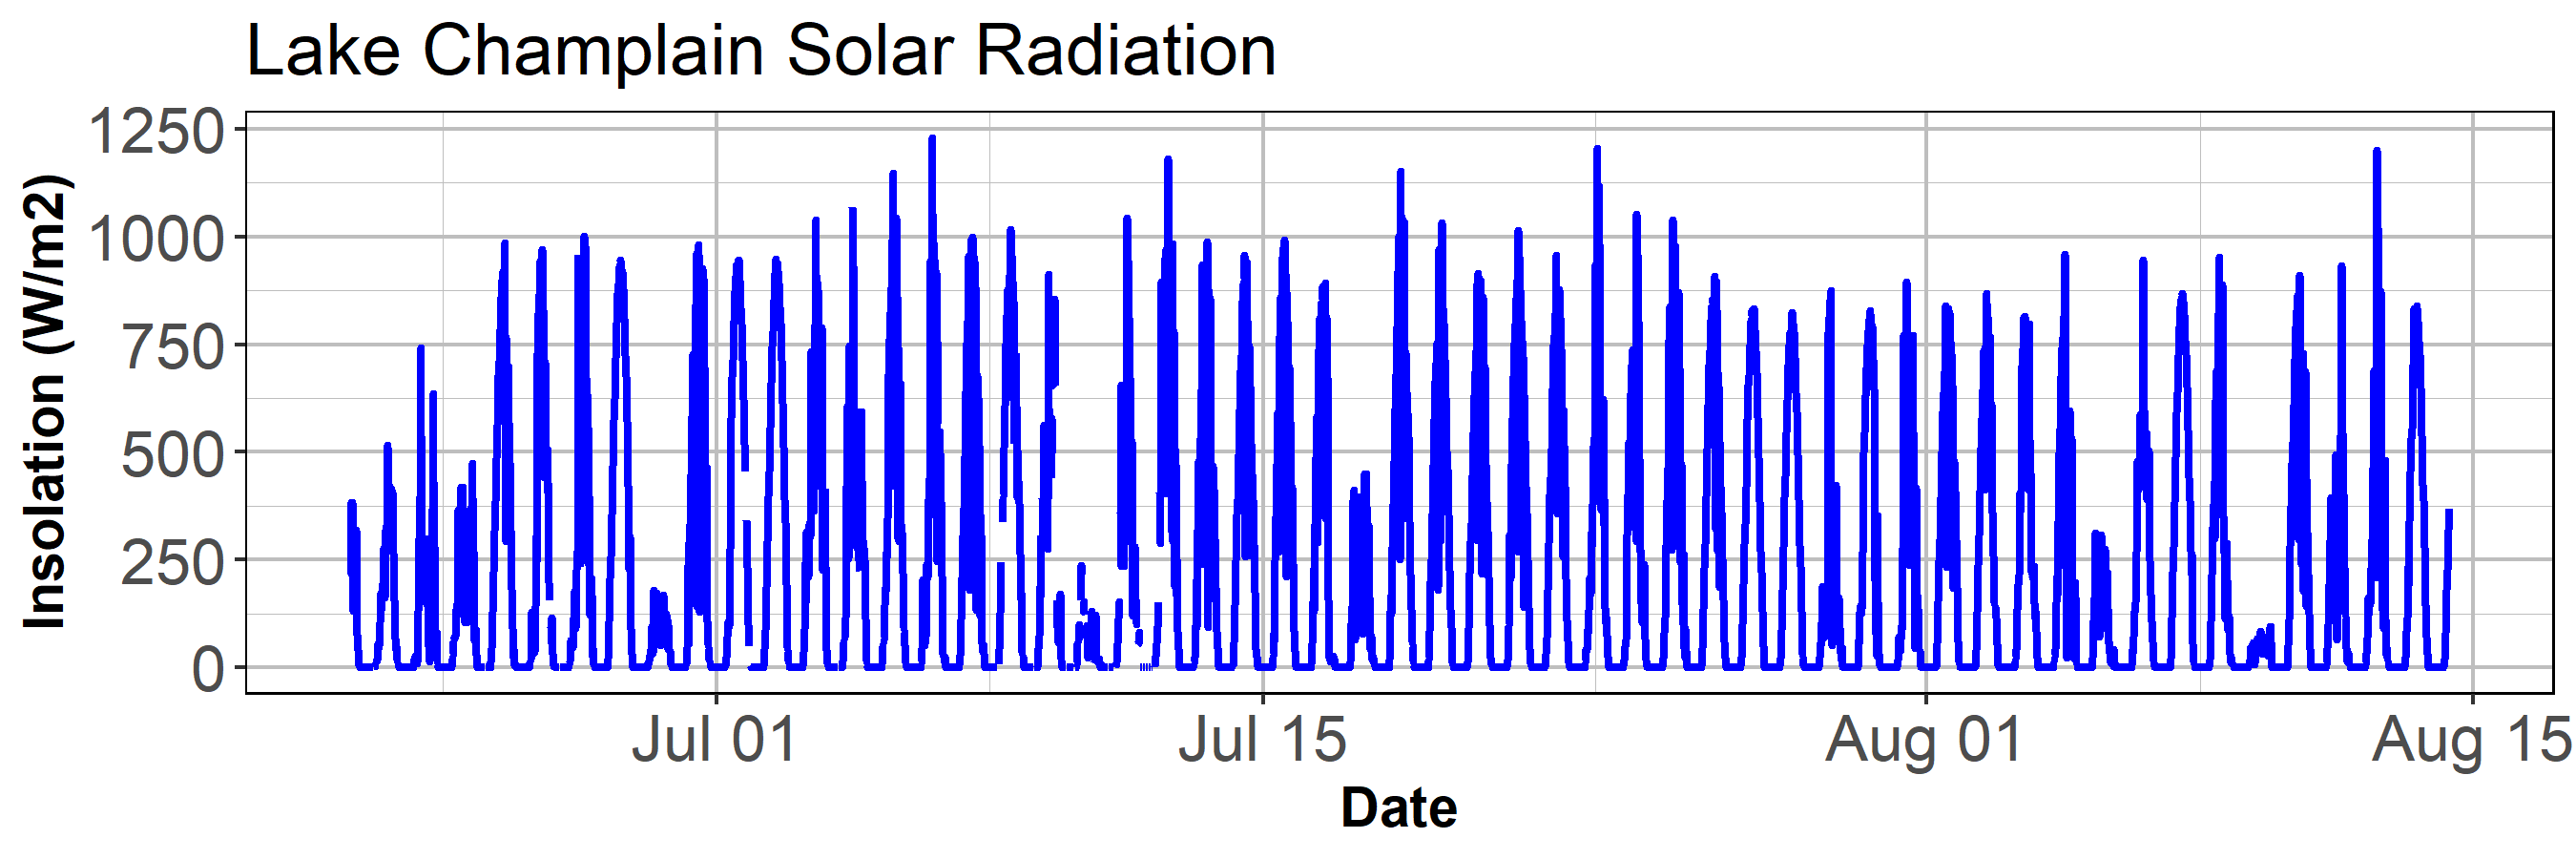 Lake Champlain Solar Radiation
Insolation (W/m2)
1250
1000
750
500
250
0
Jul 01 Jul 15 Aug 01 Aug 15
Date